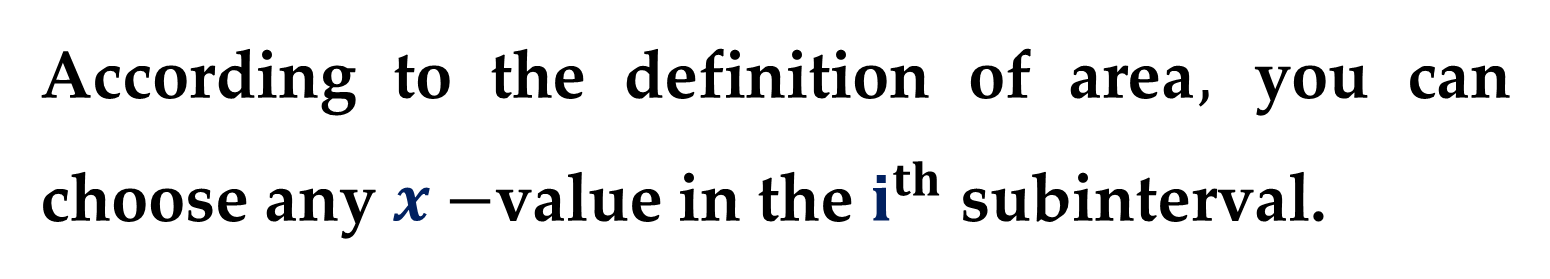 According to the definition of area, you can
choose any x –value in the iᵗʰ subinterval.